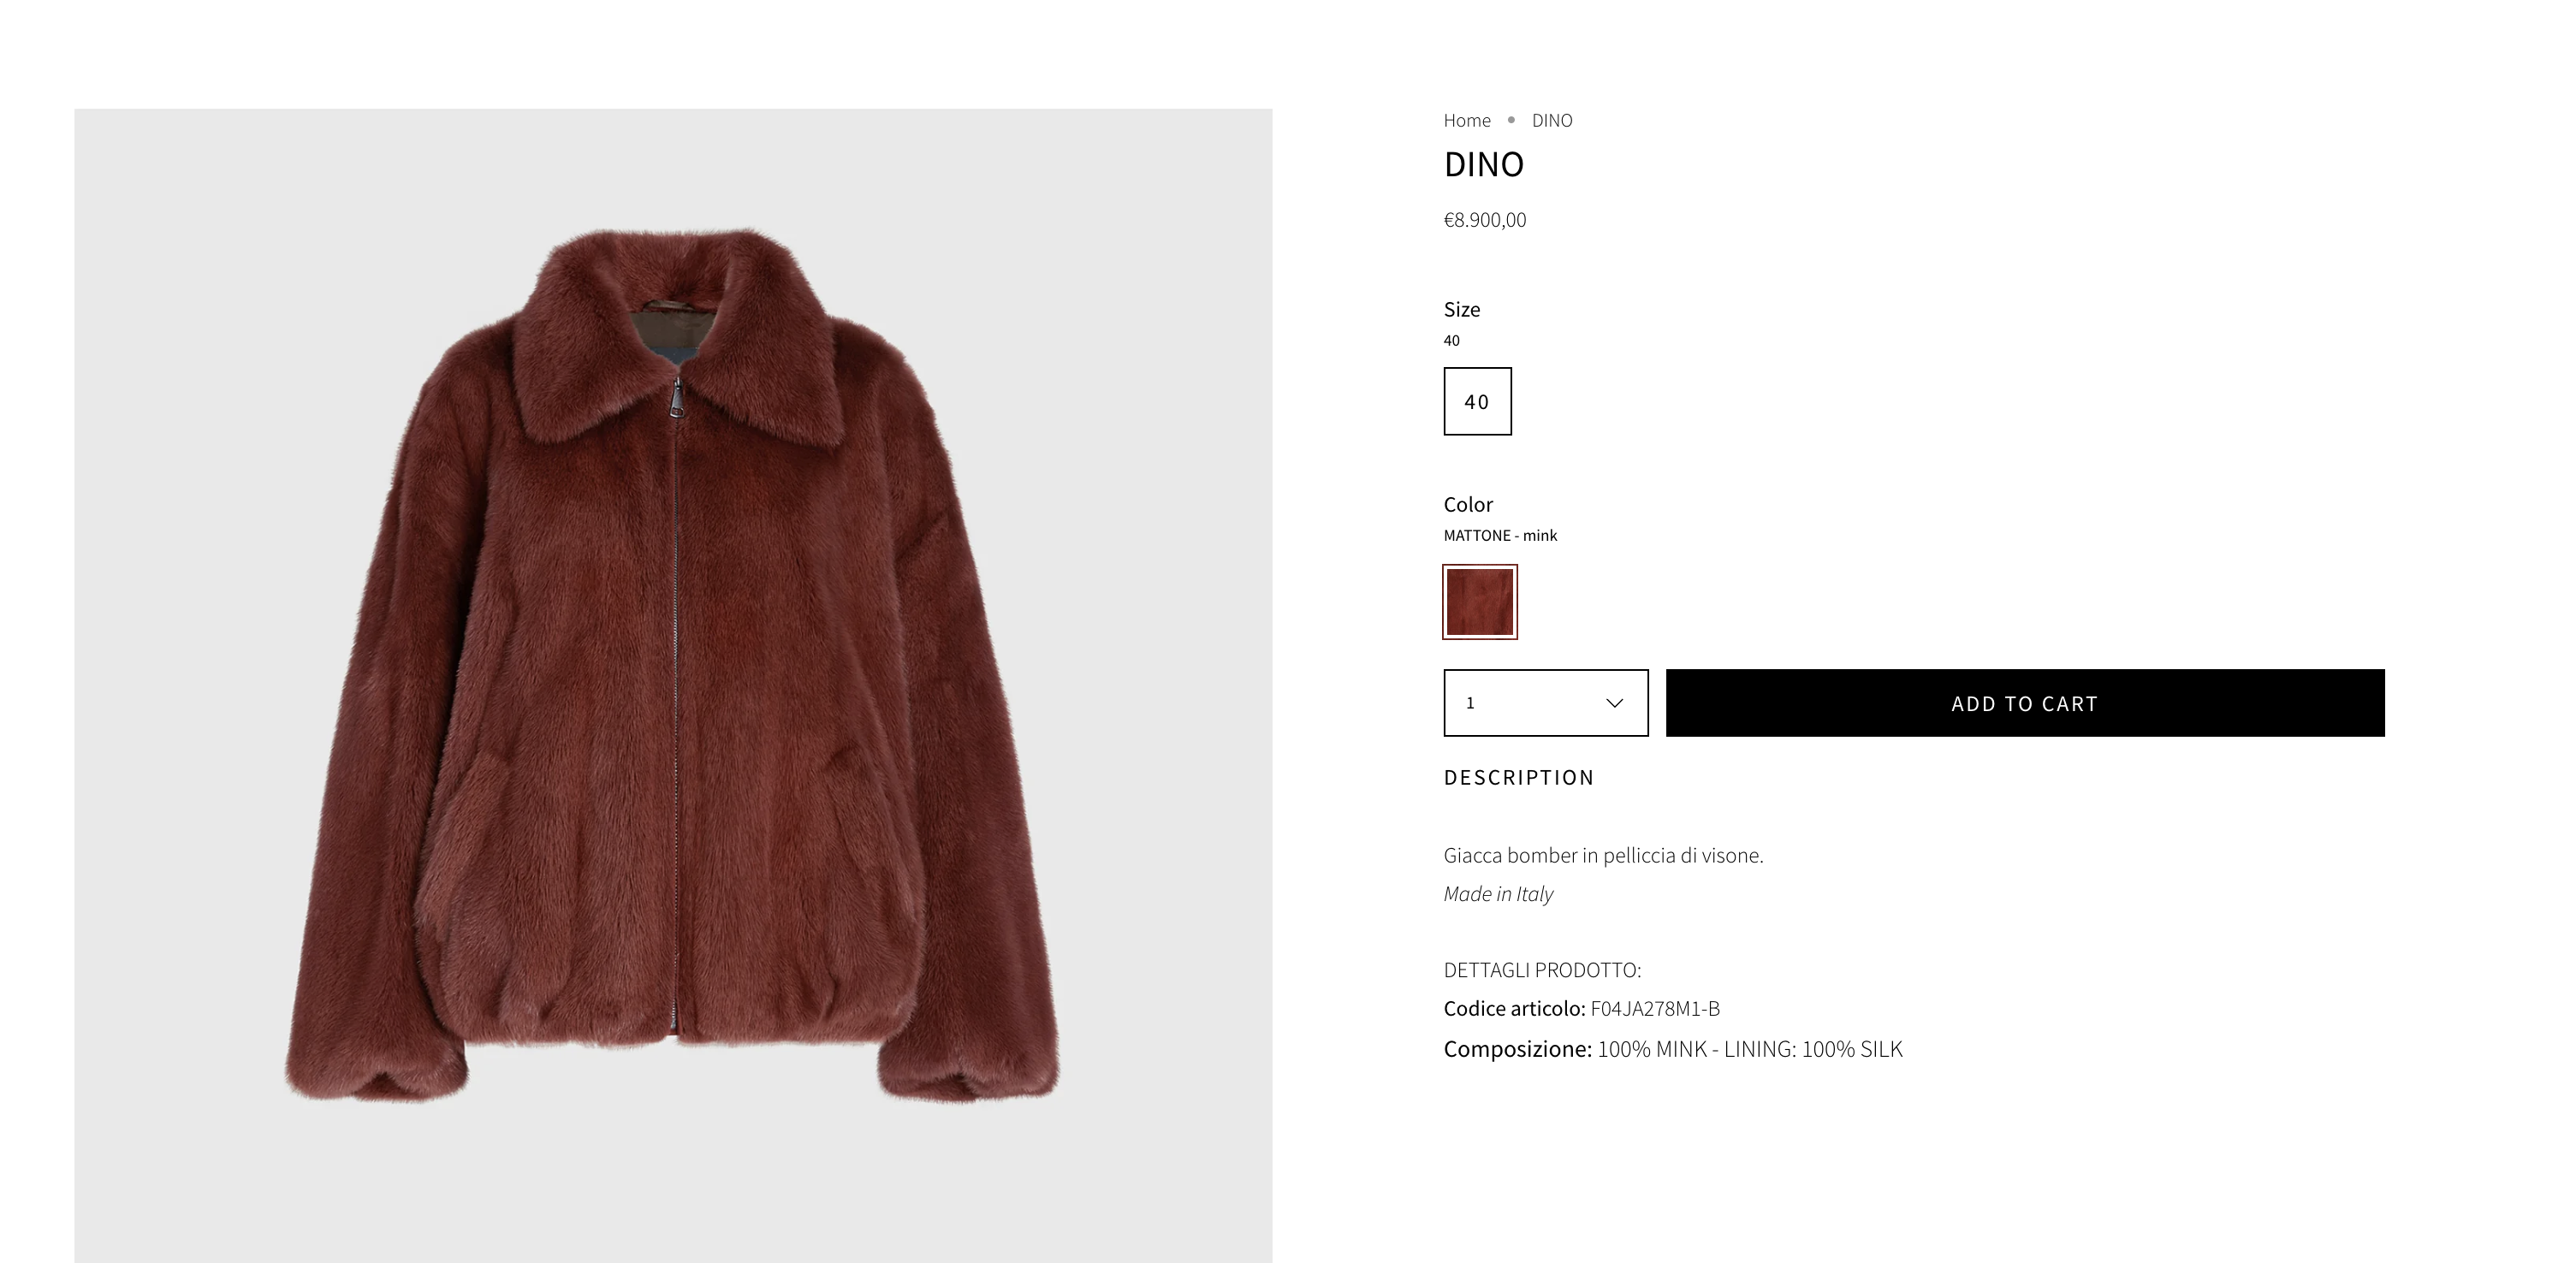 Home • DINO
DINO
€8.900,00
Size
40
40
Color
MATTONE - mink
1
ADD TO CART
DESCRIPTION
Giacca bomber in pelliccia di visone.
Made in Italy
DETTAGLI PRODOTTO:
Codice articolo: F04JA278M1-B
Composizione: 100% MINK - LINING: 100% SILK